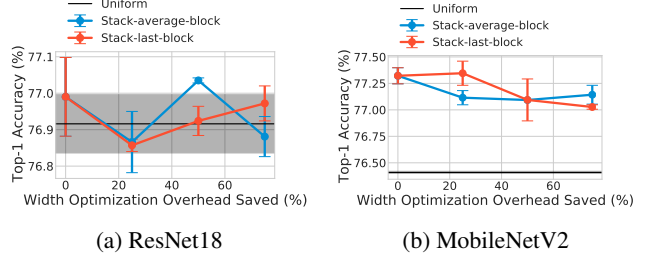 Uniform
Stack-average-block
Stack-last-block
77.1
77.0
76.9
76.8
Top-1 Accuracy (%)
0 20 40 60
Width Optimization Overhead Saved (%)
(a) ResNet18
Uniform
Stack-average-block
Stack-last-block
77.50
77.25
77.00
76.75
76.50
Top-1 Accuracy (%)
0 20 40 60
Width Optimization Overhead Saved (%)
(b) MobileNetV2